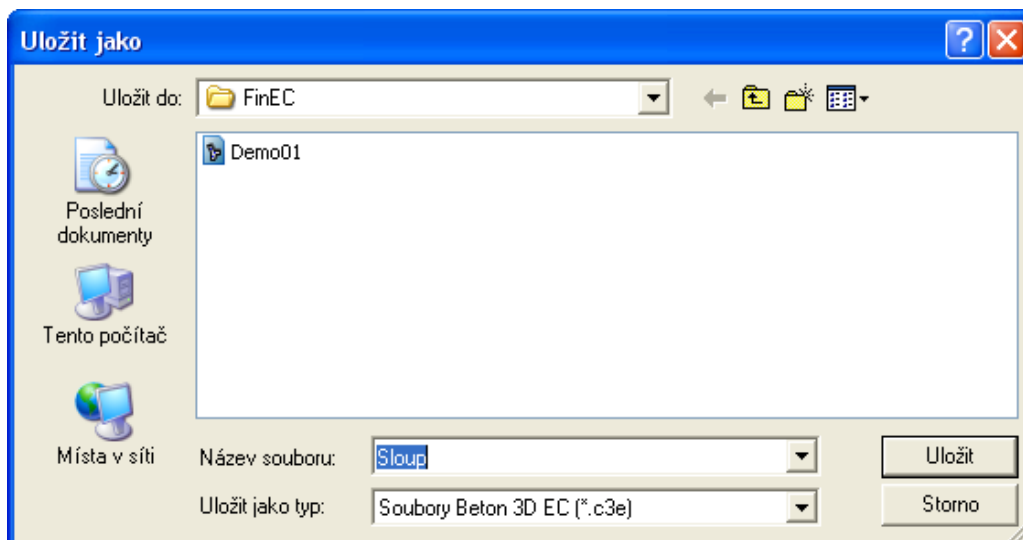 Uložit jako
Uložit do: FinEC
Demo01
Poslední
dokumenty
Tento počítač
Místa v síti
Název souboru: Sloup Uložit
Uložit jako typ: Soubory Beton 3D EC (*.c3e) Storno